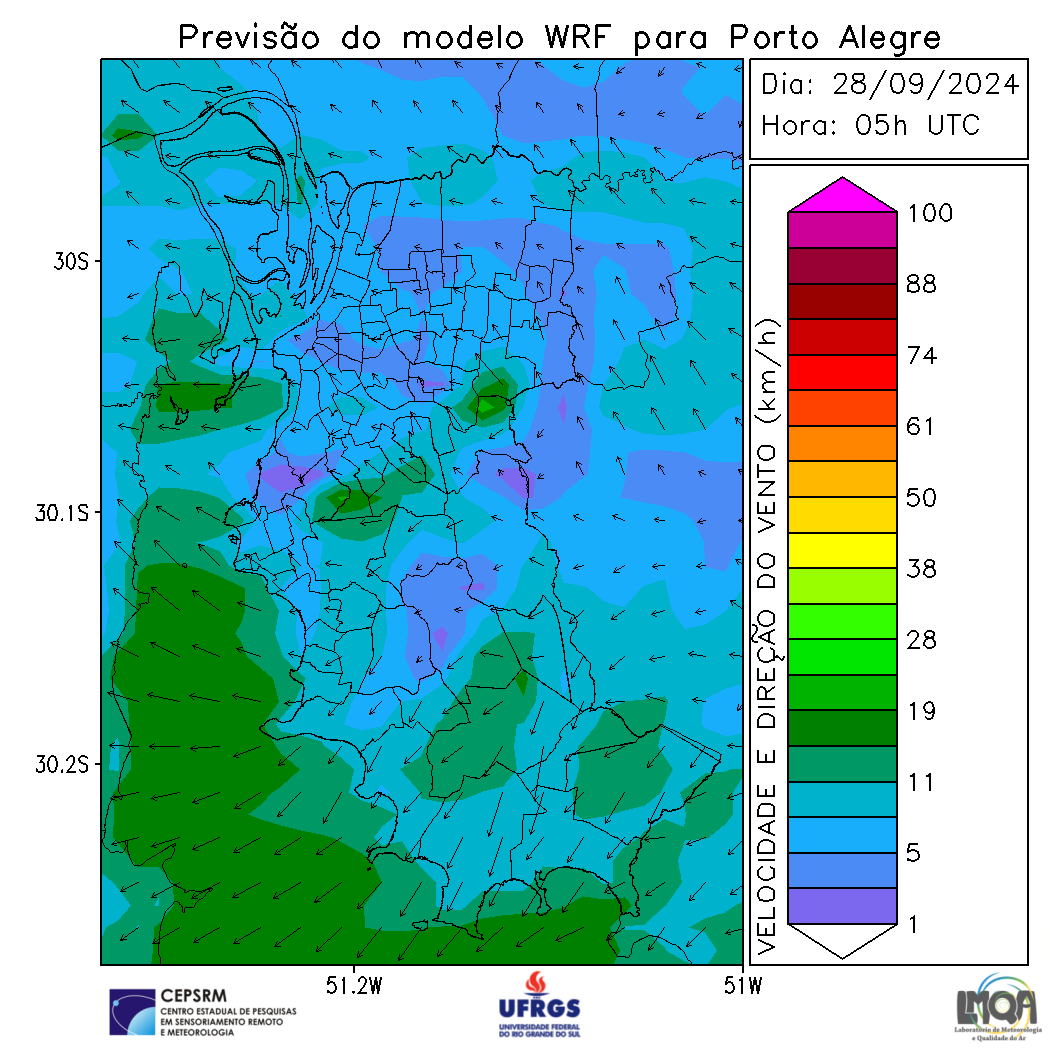 Previsão do modelo WRF para Porto Alegre
Dia: 28/09/2024
Hora: 05h UTC
30S
30.1S
30.2S
51.2W
51W
VELOCIDADE E DIREÇÃO DO VENTO (km/h)
100
88
74
61
50
38
28
19
11
5
1
CEPSRM
CENTRO ESTADUAL DE PESQUISAS
EM SENSORIAMENTO REMOTO
E METEOROLOGIA
UFRGS
UNIVERSIDADE FEDERAL
DO RIO GRANDE DO SUL
LMQA
Laboratório de Meteorologia
e Qualidade do Ar